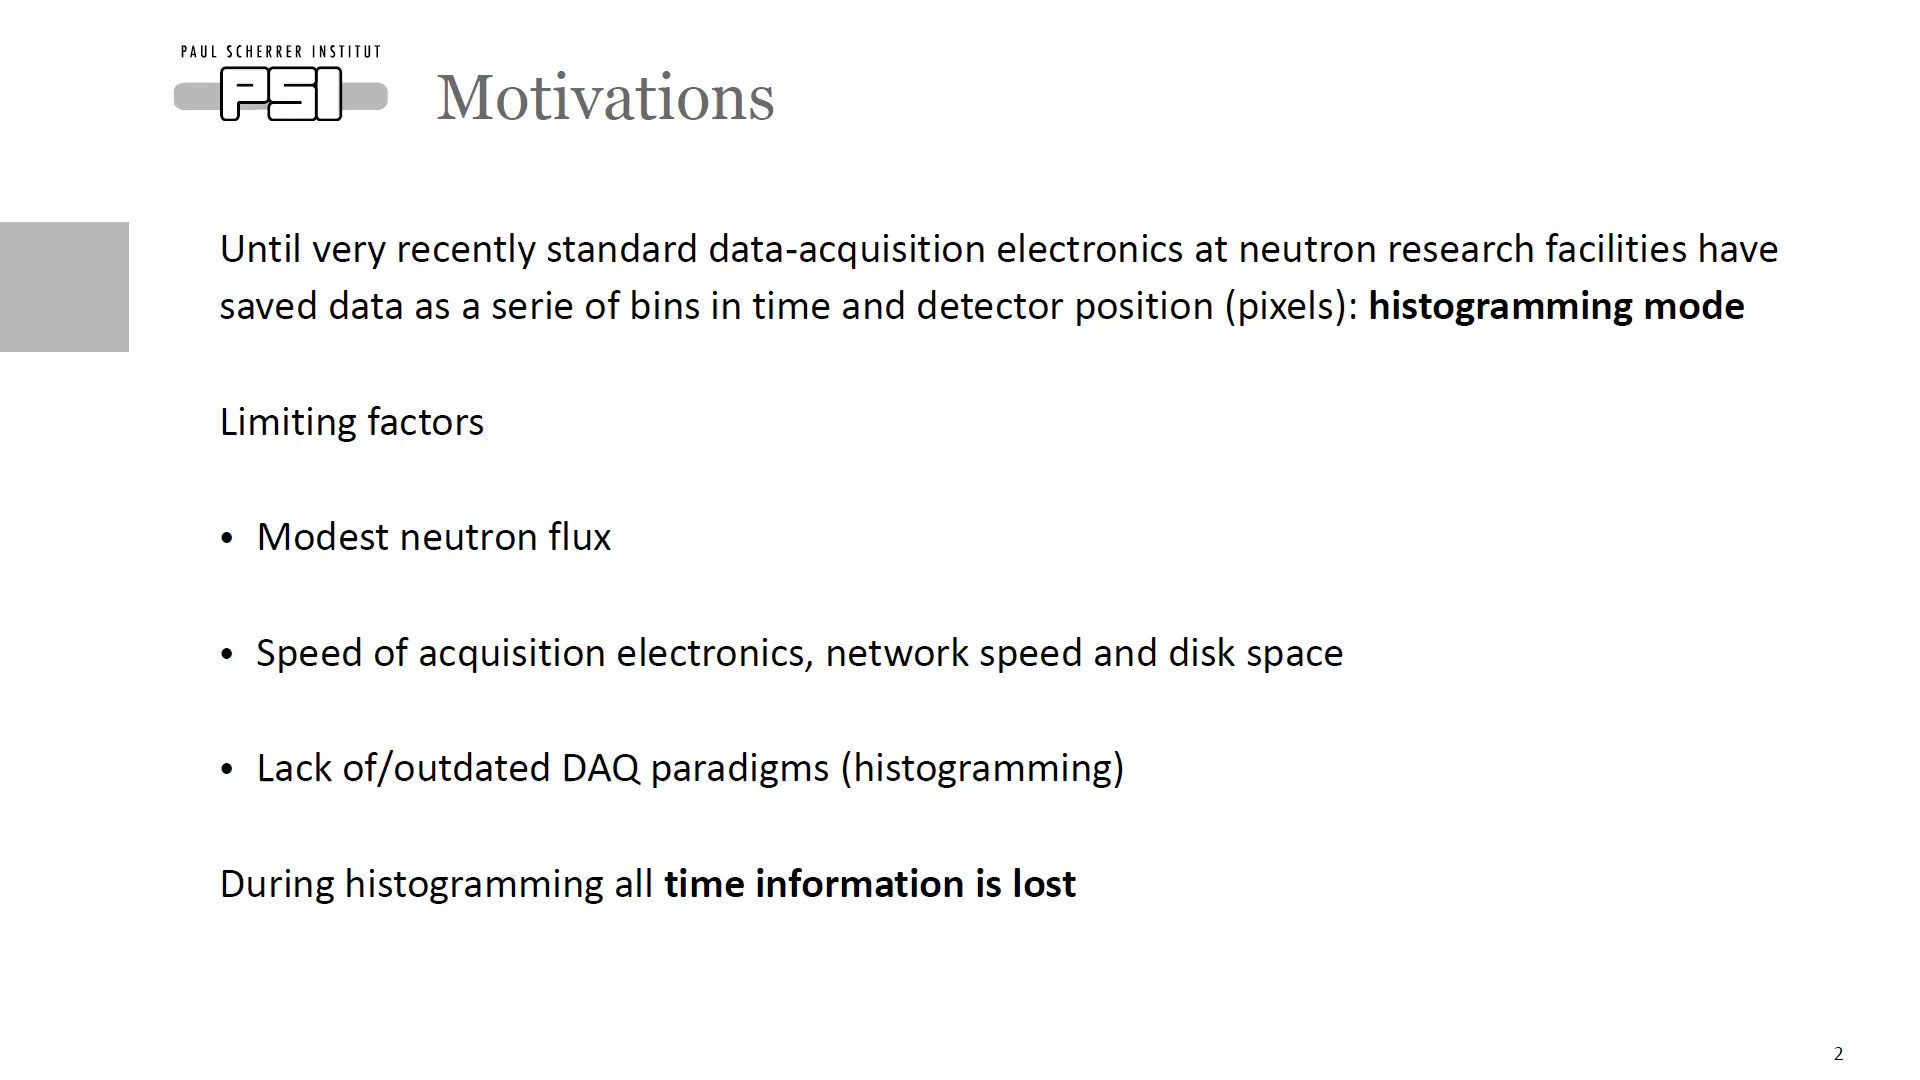 PAUL SCHERRER INSTITUT
PSI
Motivations
Until very recently standard data-acquisition electronics at neutron research facilities have
saved data as a serie of bins in time and detector position (pixels): histogramming mode
Limiting factors
• Modest neutron flux
• Speed of acquisition electronics, network speed and disk space
• Lack of/outdated DAQ paradigms (histogramming)
During histogramming all time information is lost
2